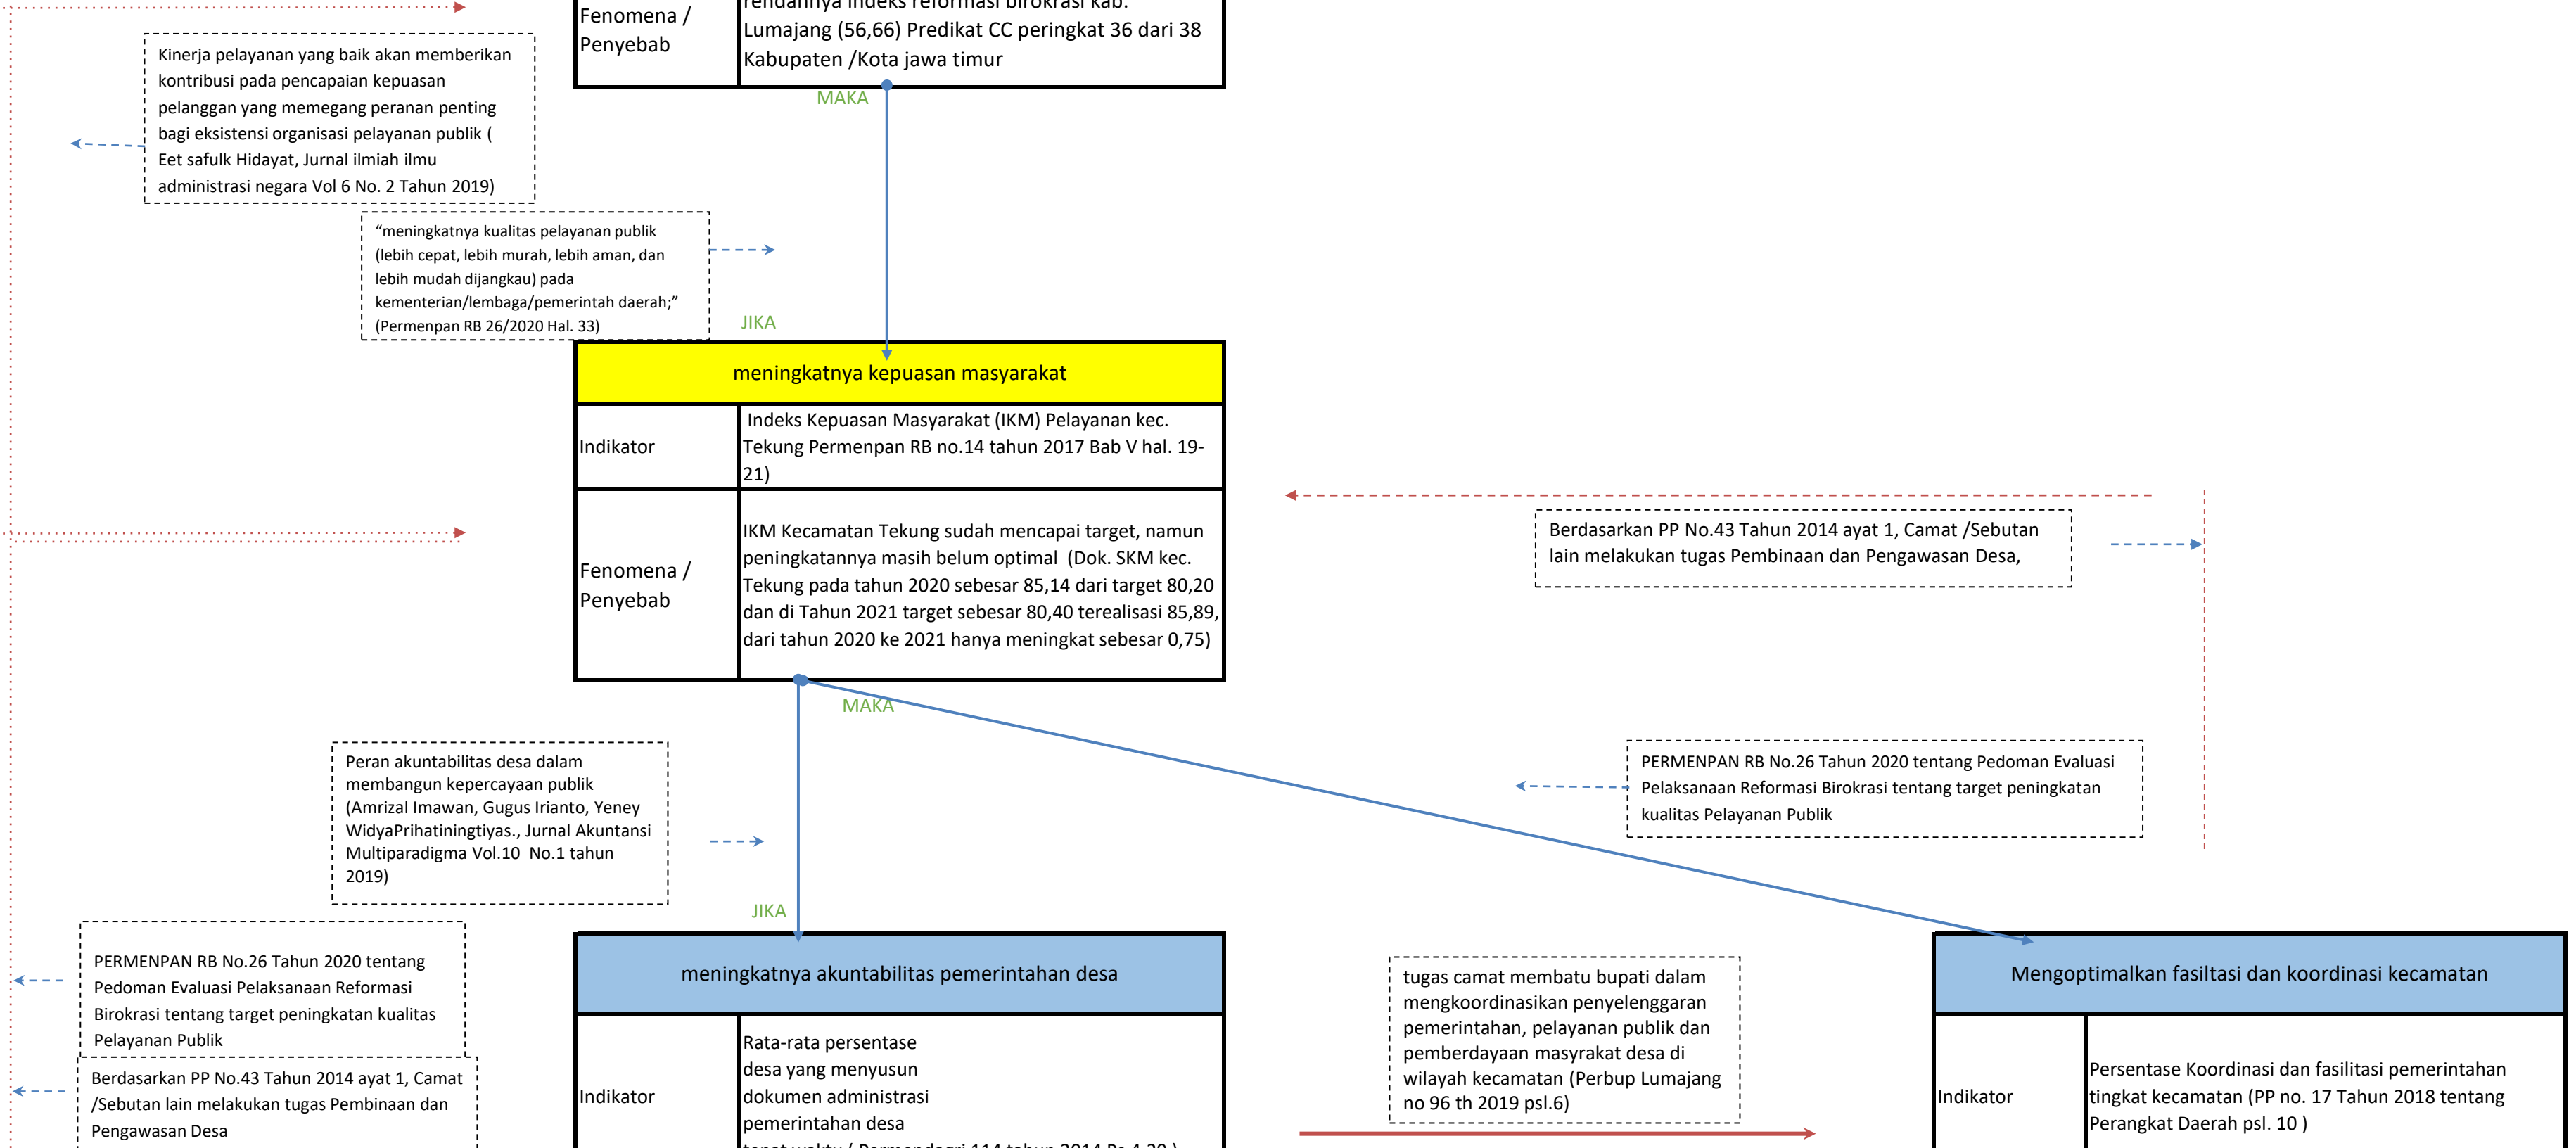 Fenomena /
Penyebab
rendahnya indeks reformasi birokrasi kab.
Lumajang (56,66) Predikat CC peringkat 36 dari 38
Kabupaten /Kota jawa timur
MAKA
Kinerja pelayanan yang baik akan memberikan
kontribusi pada pencapaian kepuasan
pelanggan yang memegang peranan penting
bagi eksistensi organisasi pelayanan publik (
Eet safulk Hidayat, Jurnal ilmiah ilmu
administrasi negara Vol 6 No. 2 Tahun 2019)
“meningkatnya kualitas pelayanan publik
(lebih cepat, lebih murah, lebih aman, dan
lebih mudah dijangkau) pada
kementerian/lembaga/pemerintah daerah;”
(Permenpan RB 26/2020 Hal. 33)
JIKA
meningkatnya kepuasan masyarakat
Indikator
Indeks Kepuasan Masyarakat (IKM) Pelayanan kec.
Tekung Permenpan RB no.14 tahun 2017 Bab V hal. 19-
21)
Fenomena /
Penyebab
IKM Kecamatan Tekung sudah mencapai target, namun
peningkatannya masih belum optimal (Dok. SKM kec.
Tekung pada tahun 2020 sebesar 85,14 dari target 80,20
dan di Tahun 2021 target sebesar 80,40 terealisasi 85,89,
dari tahun 2020 ke 2021 hanya meningkat sebesar 0,75)
Berdasarkan PP No.43 Tahun 2014 ayat 1, Camat /Sebutan
lain melakukan tugas Pembinaan dan Pengawasan Desa,
MAKA
Peran akuntabilitas desa dalam
membangun kepercayaan publik
(Amrizal Imawan, Gugus Irianto, Yeney
WidyaPrihatiningtiyas., Jurnal Akuntansi
Multiparadigma Vol.10 No.1 tahun
2019)
PERMENPAN RB No.26 Tahun 2020 tentang Pedoman Evaluasi
Pelaksanaan Reformasi Birokrasi tentang target peningkatan
kualitas Pelayanan Publik
JIKA
PERMENPAN RB No.26 Tahun 2020 tentang
Pedoman Evaluasi Pelaksanaan Reformasi
Birokrasi tentang target peningkatan kualitas
Pelayanan Publik
Berdasarkan PP No.43 Tahun 2014 ayat 1, Camat
/Sebutan lain melakukan tugas Pembinaan dan
Pengawasan Desa
meningkatnya akuntabilitas pemerintahan desa
Indikator
Rata-rata persentase
desa yang menyusun
dokumen administrasi
pemerintahan desa
tepat waktu ( Permendagri 114 tahun 2014 Ps 4-29 )
tugas camat membatu bupati dalam
mengkoordinasikan penyelenggaran
pemerintahan, pelayanan publik dan
pemberdayaan masyrakat desa di
wilayah kecamatan (Perbup Lumajang
no 96 th 2019 psl.6)
Mengoptimalkan fasiltasi dan koordinasi kecamatan
Indikator
Persentase Koordinasi dan fasilitasi pemerintahan
tingkat kecamatan (PP no. 17 Tahun 2018 tentang
Perangkat Daerah psl. 10 )